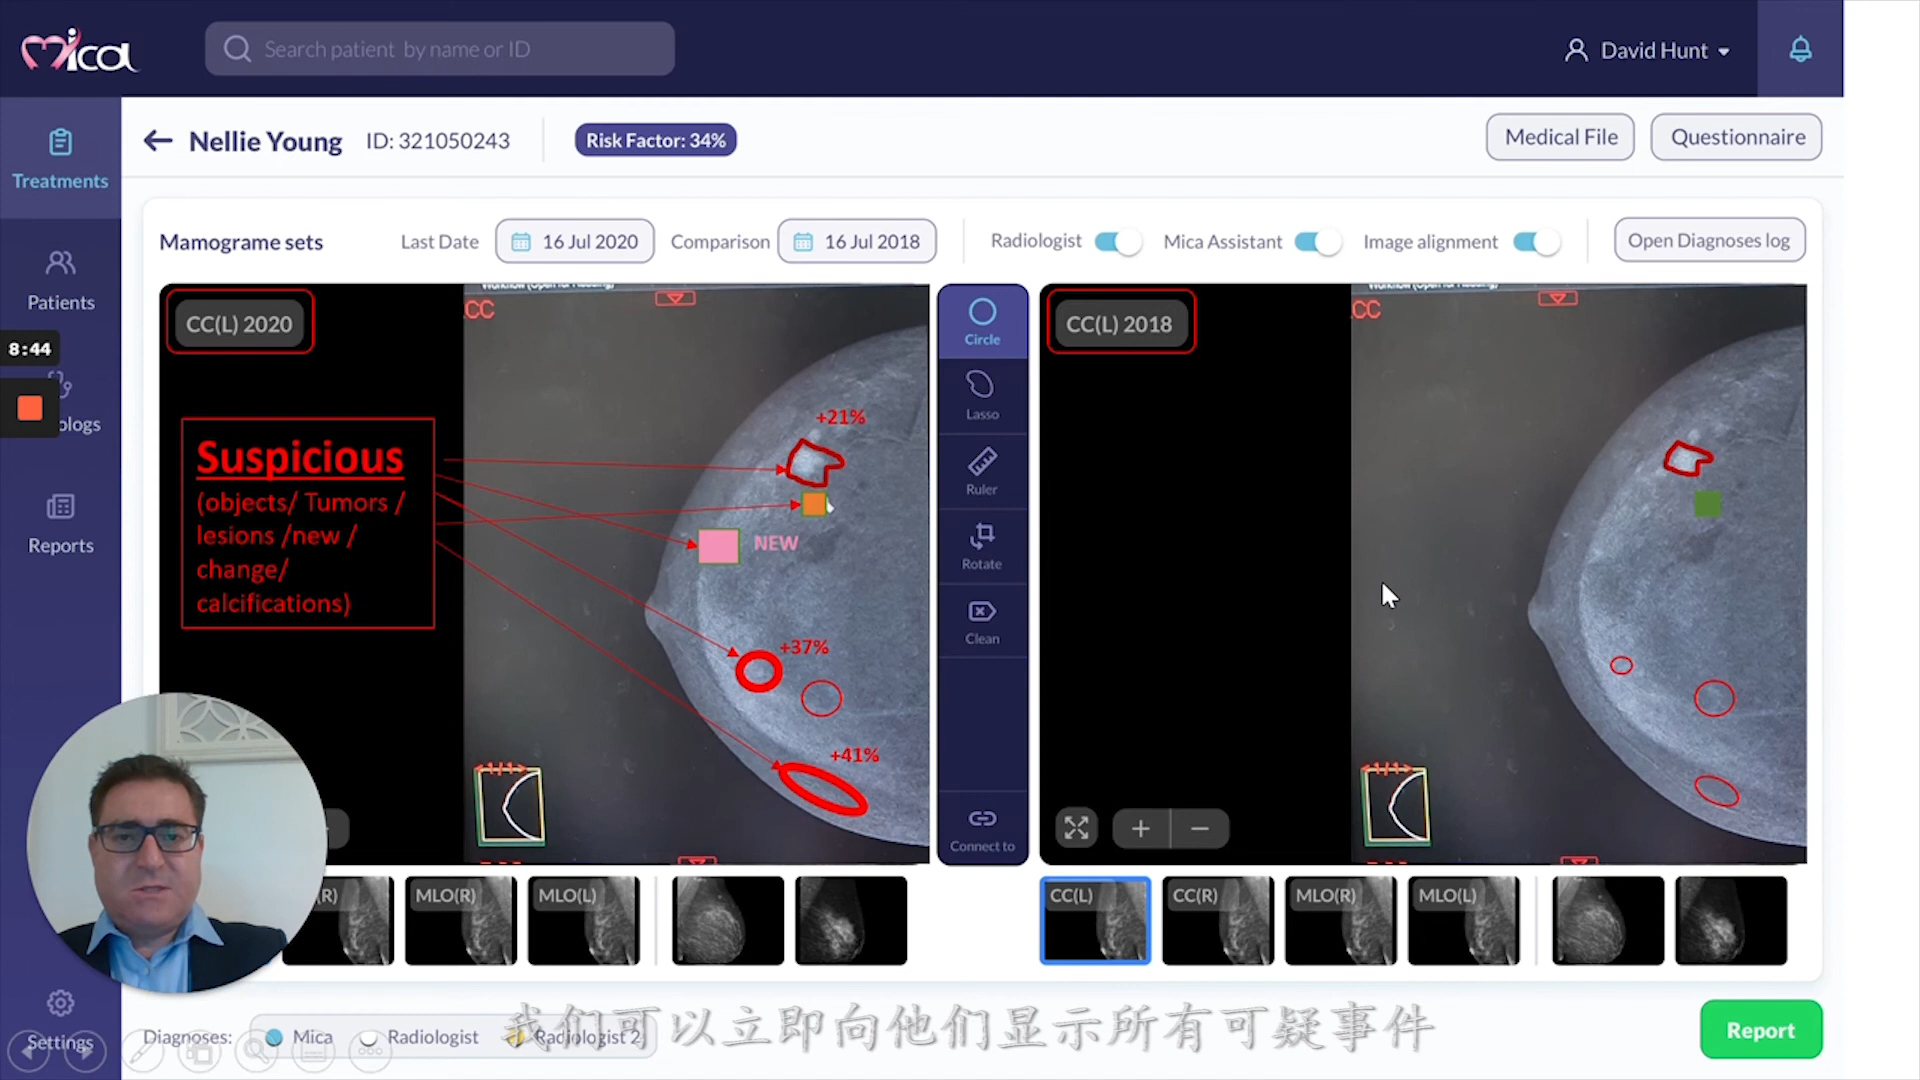 mica
Search patient by name or ID
David Hunt
Treatments
Nellie Young
ID: 321050243
Risk Factor: 34%
Medical File
Questionnaire
Patients
8:44
ologs
Reports
Settings
Mamograme sets
Last Date
16 Jul 2020
Comparison
16 Jul 2018
Radiologist
Mica Assistant
Image alignment
Open Diagnoses log
CC(L) 2020
CC
+21%
Suspicious
(objects/ Tumors /
lesions /new /
change/
calcifications)
NEW
+37%
+41%
1/1
Circle
Lasso
Ruler
Rotate
Clean
Connect to
CC(L) 2018
CC
1/1
R)
MLO(R)
MLO(L)
CC(L)
CC(R)
MLO(R)
MLO(L)
Diagnoses:
Mica
Radiologist
Radiologist 2
Report
我们可以立即向他们显示所有可疑事件